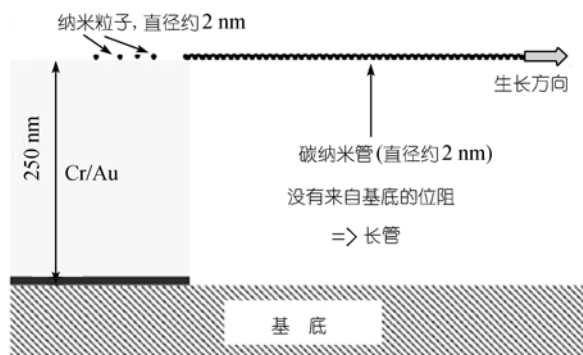 纳米粒子, 直径约 2 nm
生长方向
250 nm
Cr/Au
碳纳米管 (直径约 2 nm)
没有来自基底的位阻
=> 长管
基 底